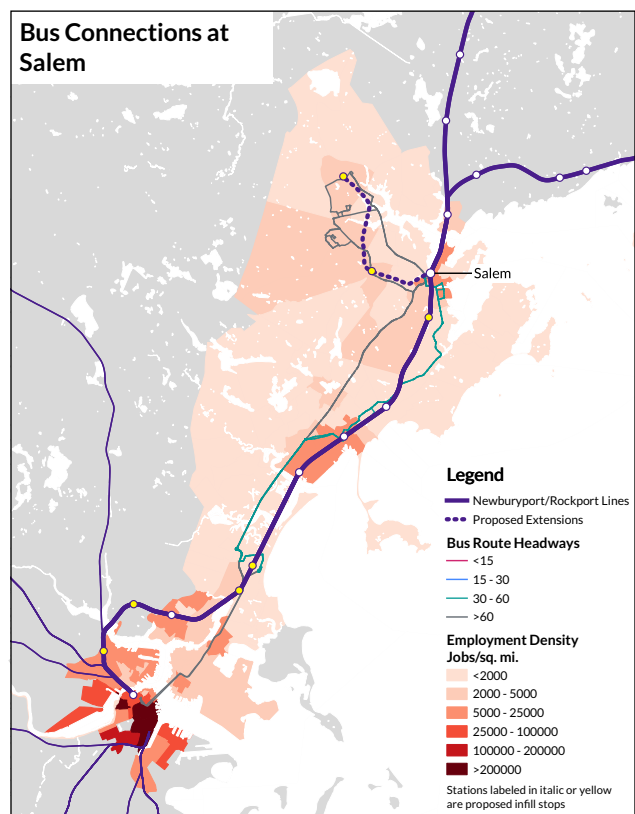 Bus Connections at
Salem
Salem
Legend
Newburyport/Rockport Lines
Proposed Extensions
Bus Route Headways
<15
15 - 30
30 - 60
>60
Employment Density
Jobs/sq. mi.
<2000
2000 - 5000
5000 - 25000
25000 - 100000
100000 - 200000
>200000
Stations labeled in italic or yellow
are proposed infill stops